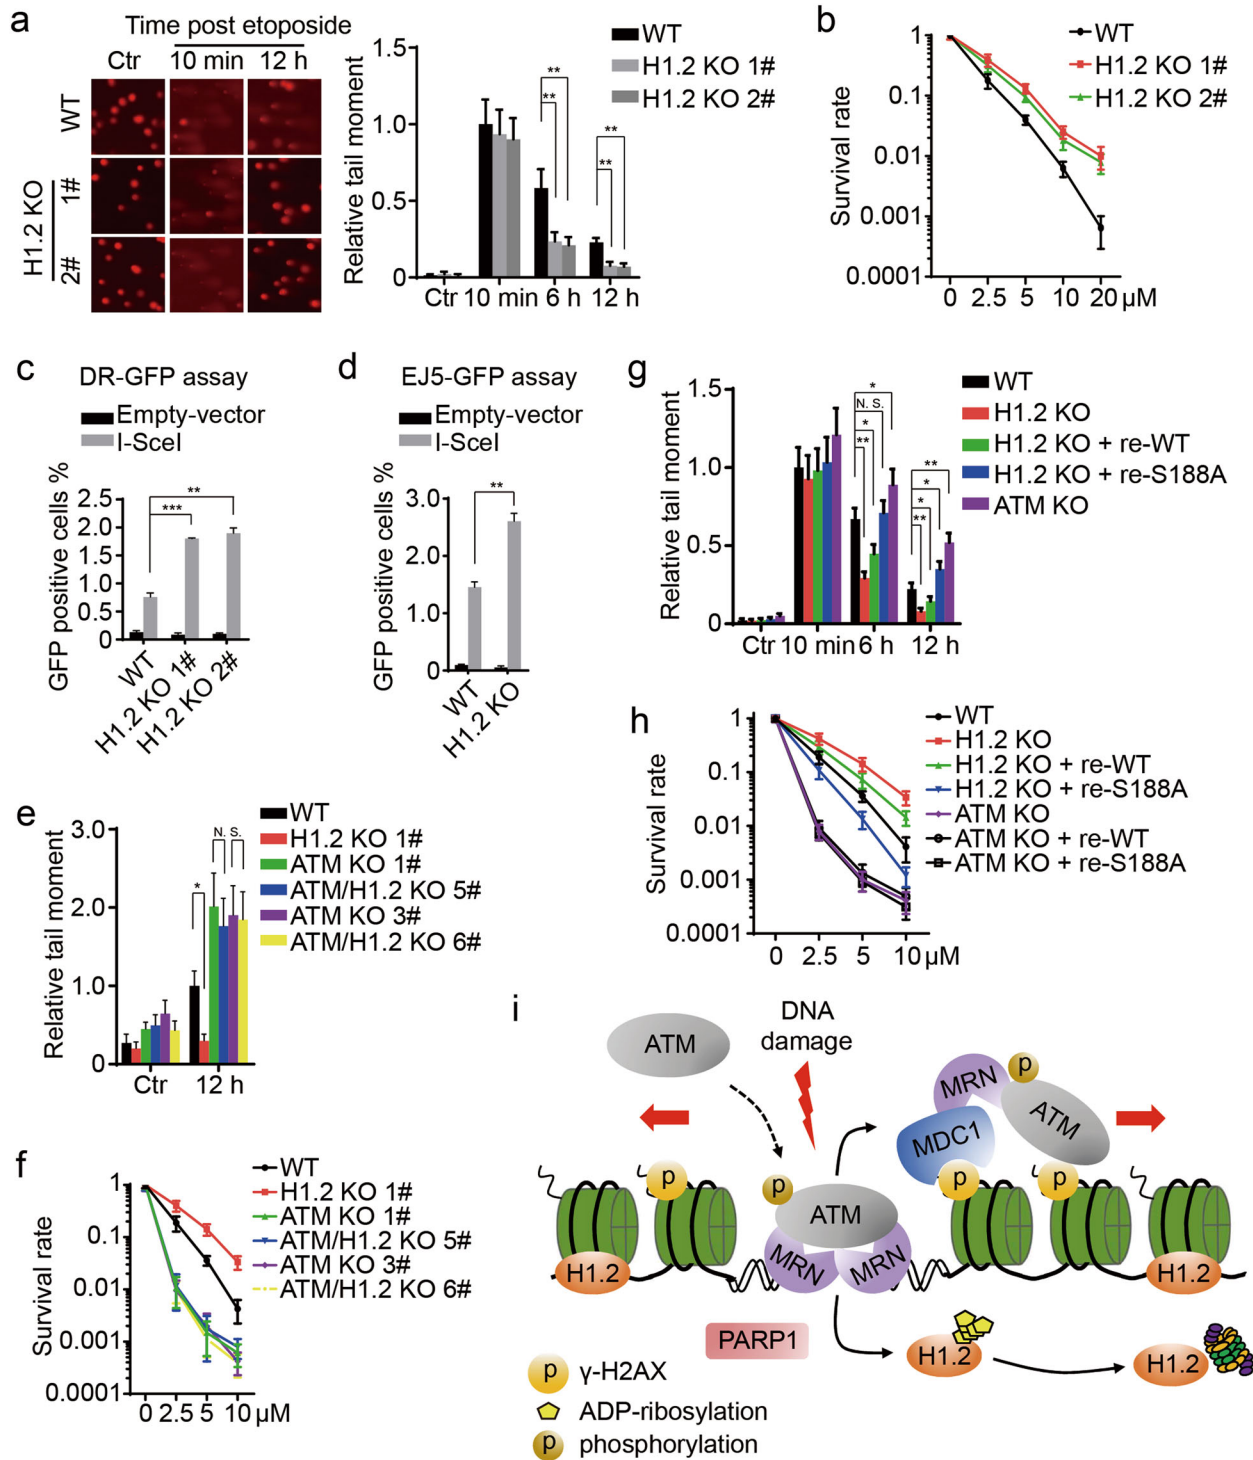 a
Time post etoposide
Ctr 10 min 12 h
WT
H1.2 KO
1#
2#
Relative tail moment
1.5
1.0
0.5
0
Ctr 10 min 6 h 12 h
** ** ** **
WT
H1.2 KO 1#
H1.2 KO 2#
b
Survival rate
1
0.1
0.01
0.001
0.0001
0 2.5 5 10 20 µM
WT
H1.2 KO 1#
H1.2 KO 2#
c
DR-GFP assay
Empty-vector
I-SceI
GFP positive cells %
2.5
2.0
1.5
1.0
0.5
0
**
***
WT
H1.2 KO 1#
H1.2 KO 2#
d
EJ5-GFP assay
Empty-vector
I-SceI
GFP positive cells %
3.0
2.0
1.0
0
**
WT
H1.2 KO
g
Relative tail moment
1.5
1.0
0.5
0
*
N. S.
*
**
**
*
*
**
Ctr 10 min 6 h 12 h
WT
H1.2 KO
H1.2 KO + re-WT
H1.2 KO + re-S188A
ATM KO
h
Survival rate
1
0.1
0.01
0.001
0.0001
0 2.5 5 10 µM
WT
H1.2 KO
H1.2 KO + re-WT
H1.2 KO + re-S188A
ATM KO
ATM KO + re-WT
ATM KO + re-S188A
e
Relative tail moment
3.0
2.0
1.0
0
N. S.
*
Ctr 12 h
WT
H1.2 KO 1#
ATM KO 1#
ATM/H1.2 KO 5#
ATM KO 3#
ATM/H1.2 KO 6#
f
Survival rate
1
0.1
0.01
0.001
0.0001
0 2.5 5 10 µM
WT
H1.2 KO 1#
ATM KO 1#
ATM/H1.2 KO 5#
ATM KO 3#
ATM/H1.2 KO 6#
i
ATM
DNA
damage
MRN
p
ATM
MDC1
p
p
p
p
ATM
MRN
MRN
H1.2
H1.2
PARP1
H1.2
H1.2
p γ-H2AX
ADP-ribosylation
p phosphorylation